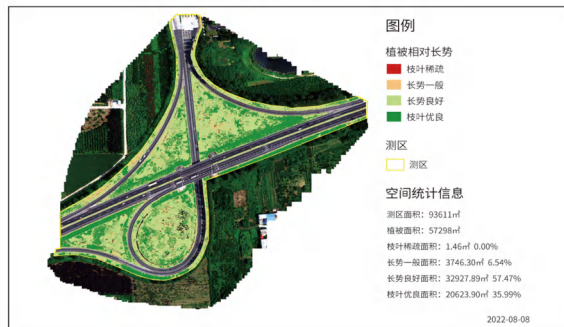 图例
植被相对长势
枝叶稀疏
长势一般
长势良好
枝叶优良
测区
测区
空间统计信息
测区面积：93611㎡
植被面积：57298㎡
枝叶稀疏面积：1.46㎡ 0.00%
长势一般面积：3746.30㎡ 6.54%
长势良好面积：32927.89㎡ 57.47%
枝叶优良面积：20623.90㎡ 35.99%
2022-08-08